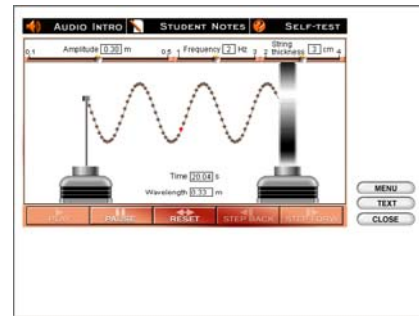 AUDIO INTRO STUDENT NOTES SELF-TEST
Amplitude 0.30 m Frequency 2 Hz String thickness 3 cm
0.1 0.5 1 3 2 4
Time 20.04 s
Wavelength 0.33 m
PLAY PAUSE RESET STEP BACK STEP FORW
MENU
TEXT
CLOSE